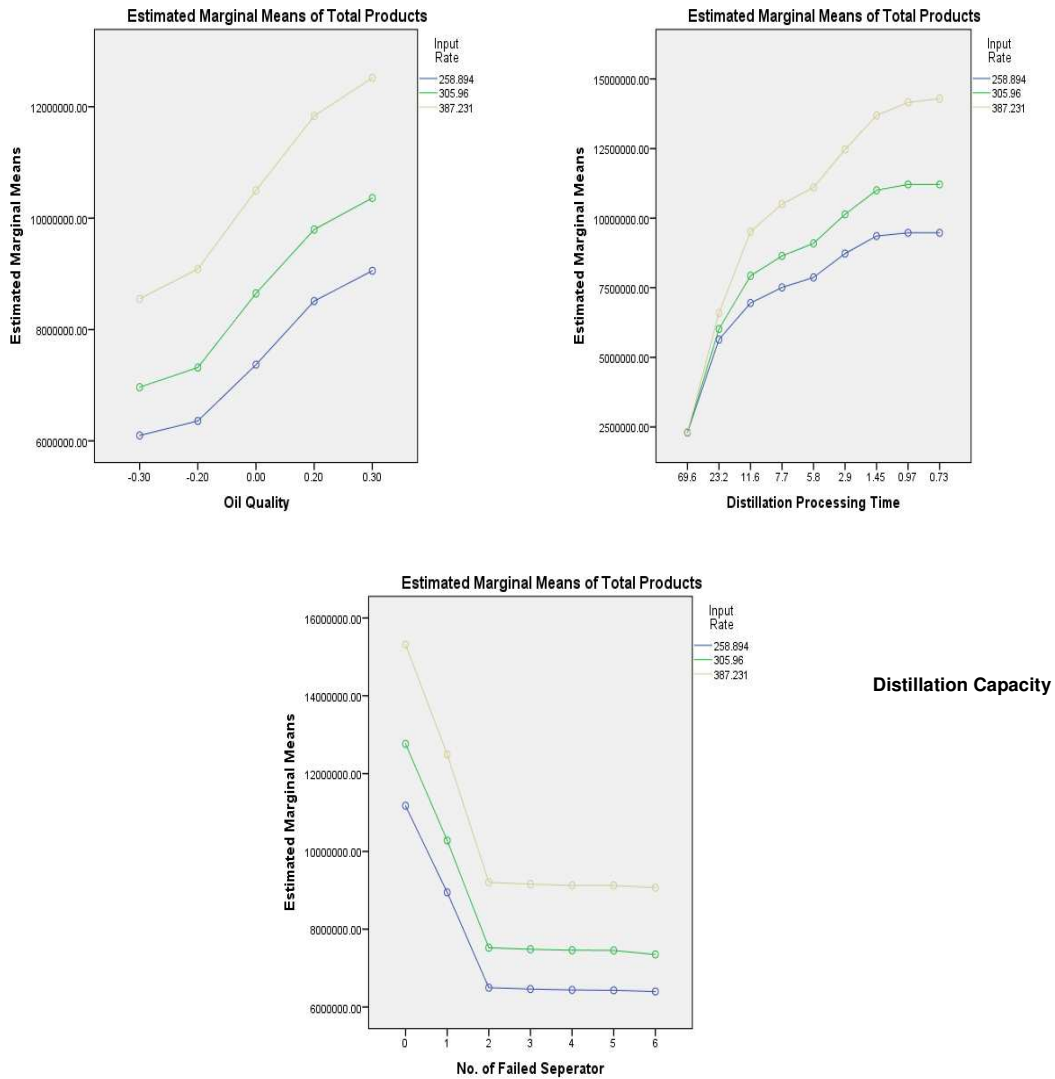 Estimated Marginal Means of Total Products
Input
Rate
258.894
305.96
387.231
Estimated Marginal Means
12000000.00
10000000.00
8000000.00
6000000.00
-0.30 -0.20 0.00 0.20 0.30
Oil Quality
Estimated Marginal Means of Total Products
Input
Rate
258.894
305.96
387.231
Estimated Marginal Means
15000000.00
12500000.00
10000000.00
7500000.00
5000000.00
2500000.00
69.6 23.2 11.6 7.7 5.8 2.9 1.45 0.97 0.73
Distillation Processing Time
Estimated Marginal Means of Total Products
Input
Rate
258.894
305.96
387.231
Estimated Marginal Means
16000000.00
14000000.00
12000000.00
10000000.00
8000000.00
6000000.00
0 1 2 3 4 5 6
No. of Failed Seperator
Distillation Capacity